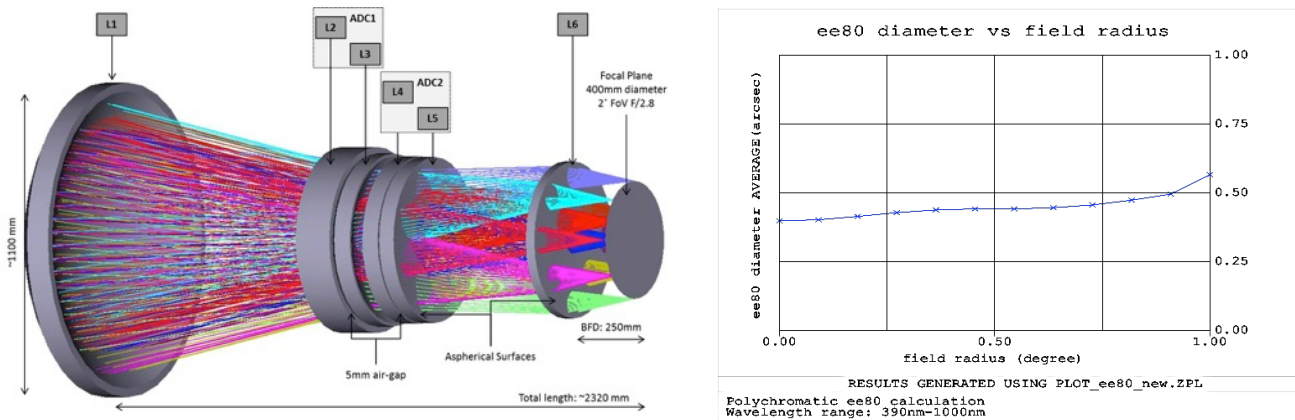 L1
L2
ADC1
L3
L4
ADC2
L5
L6
Focal Plane
400mm diameter
2˚ FoV F/2.8
~1100 mm
BFD: 250mm
Aspherical Surfaces
5mm air-gap
Total length: ~2320 mm
ee80 diameter vs field radius
ee80 diameter AVERAGE(arcsec)
1.00
0.75
0.50
0.25
0.00
0.00
0.50
1.00
field radius (degree)
RESULTS GENERATED USING PLOT_ee80_new.ZPL
Polychromatic ee80 calculation
Wavelength range: 390nm-1000nm